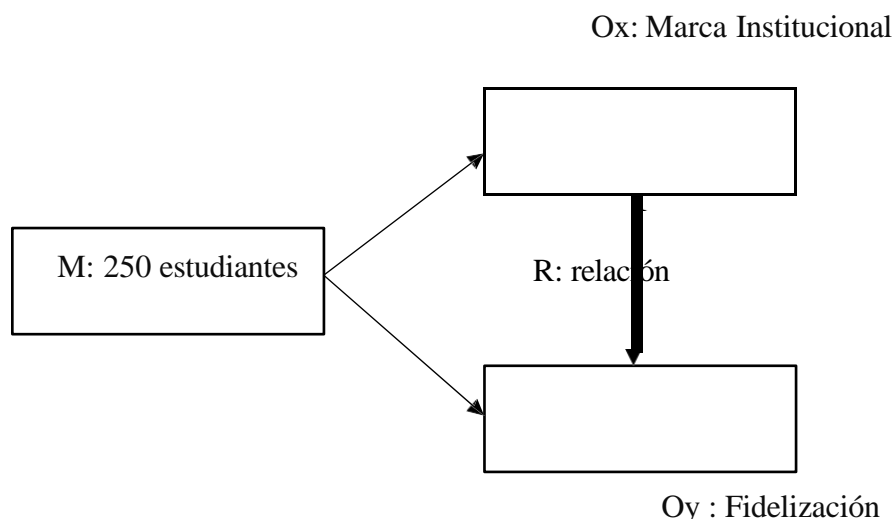 Ox: Marca Institucional
M: 250 estudiantes
R: relación
Oy : Fidelización